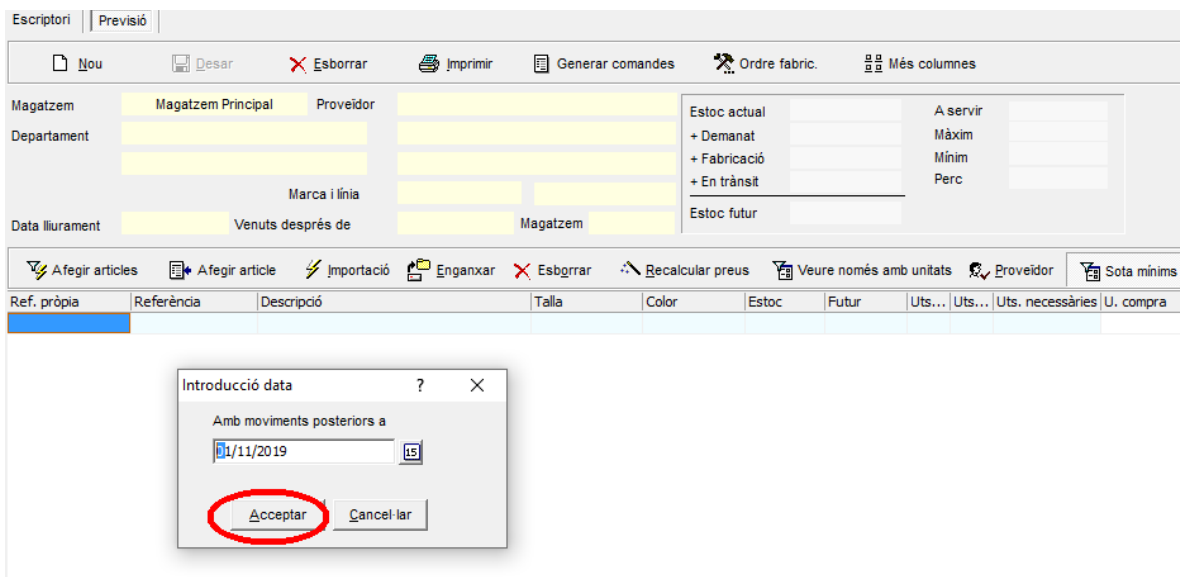 Escriptori Previsió
Nou Desar Esborrar Imprimir Generar comandes Ordre fabric. Més columnes
Magatzem Magatzem Principal Proveïdor
Departament
Marca i línia
Data lliurament Venuts després de Magatzem
Estoc actual A servir
+ Demanat Màxim
+ Fabricació Mínim
+ En trànsit Perc
Estoc futur
Afegir articles Afegir article Importació Enganxar Esborrar Recalcular preus Veure només amb unitats Proveïdor Sota mínims
Ref. pròpia Referència Descripció Talla Color Estoc Futur Uts... Uts... Uts. necessàries U. compra
Introducció data ?
Amb moviments posteriors a
01/11/2019 15
Acceptar Cancel·lar